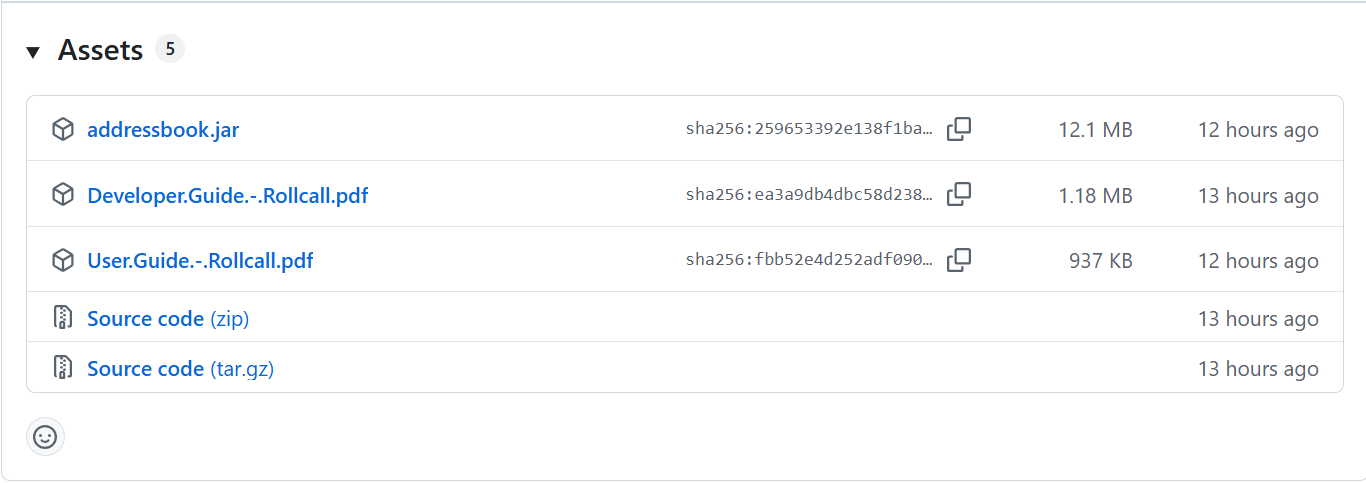 Assets 5
addressbook.jar sha256:259653392e138f1ba… 12.1 MB 12 hours ago
Developer.Guide.-.Rollcall.pdf sha256:ea3a9db4dbc58d238… 1.18 MB 13 hours ago
User.Guide.-.Rollcall.pdf sha256:fbb52e4d252adf090… 937 KB 12 hours ago
Source code (zip) 13 hours ago
Source code (tar.gz) 13 hours ago